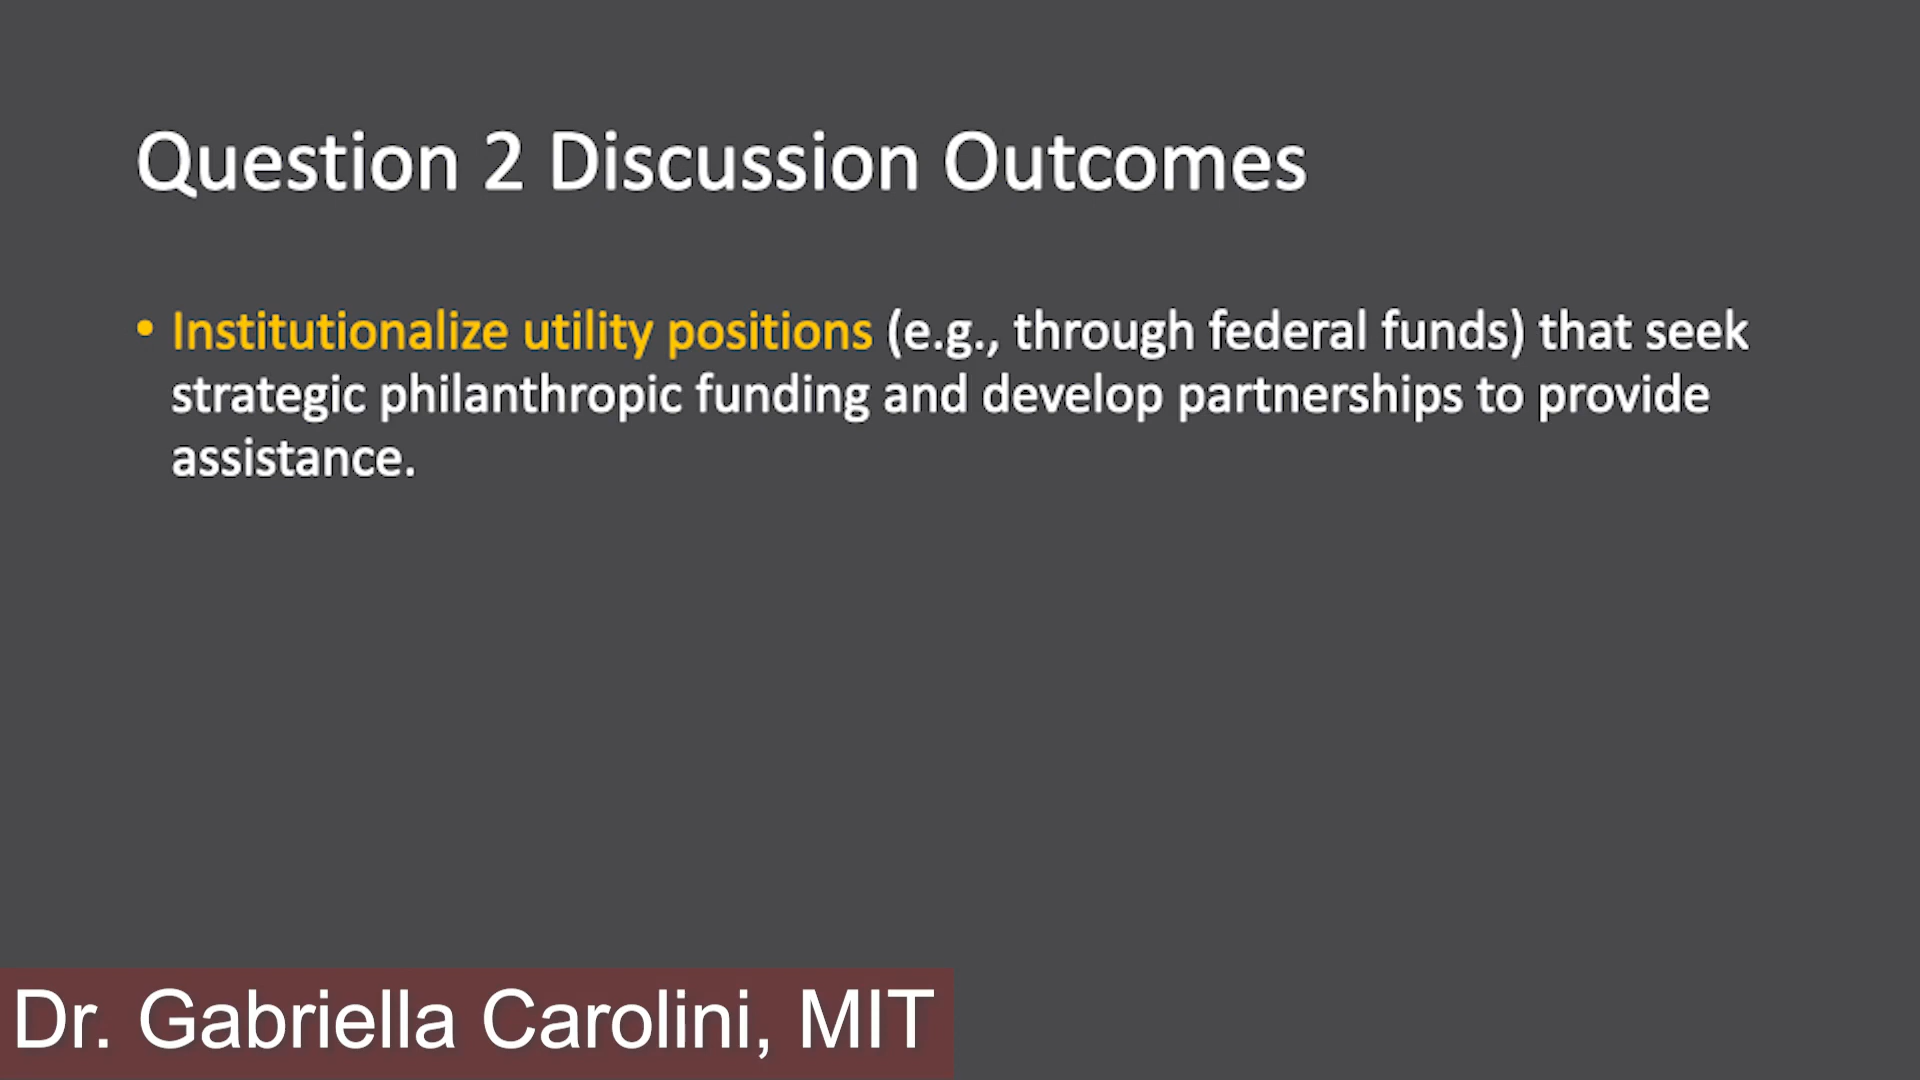 Question 2 Discussion Outcomes
• Institutionalize utility positions (e.g., through federal funds) that seek
strategic philanthropic funding and develop partnerships to provide
assistance.
Dr. Gabriella Carolini, MIT